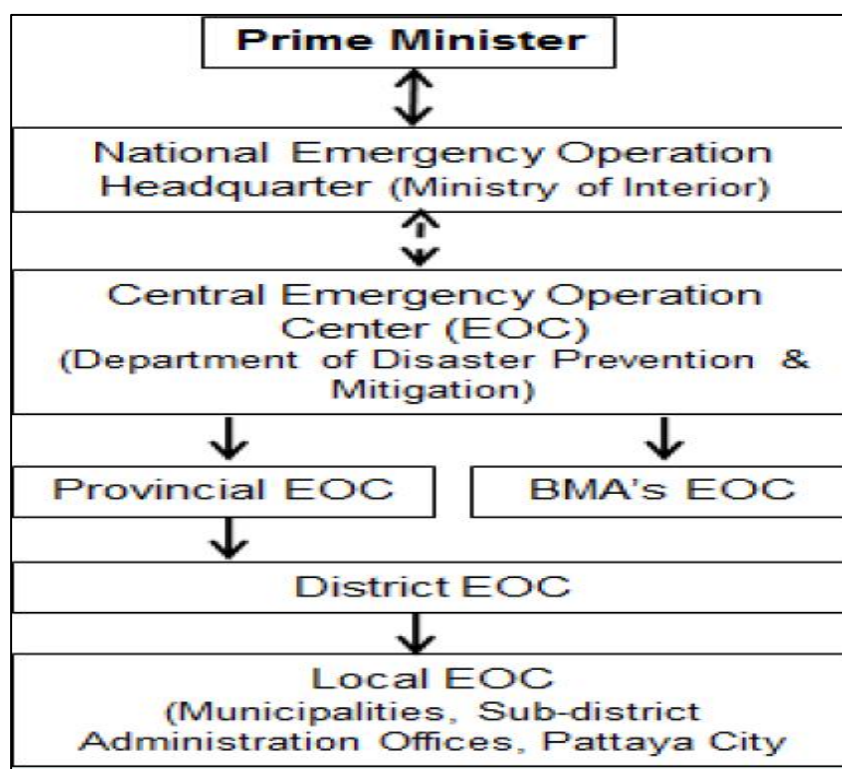 Prime Minister
National Emergency Operation
Headquarter (Ministry of Interior)
Central Emergency Operation
Center (EOC)
(Department of Disaster Prevention &
Mitigation)
Provincial EOC
BMA's EOC
District EOC
Local EOC
(Municipalities, Sub-district
Administration Offices, Pattaya City